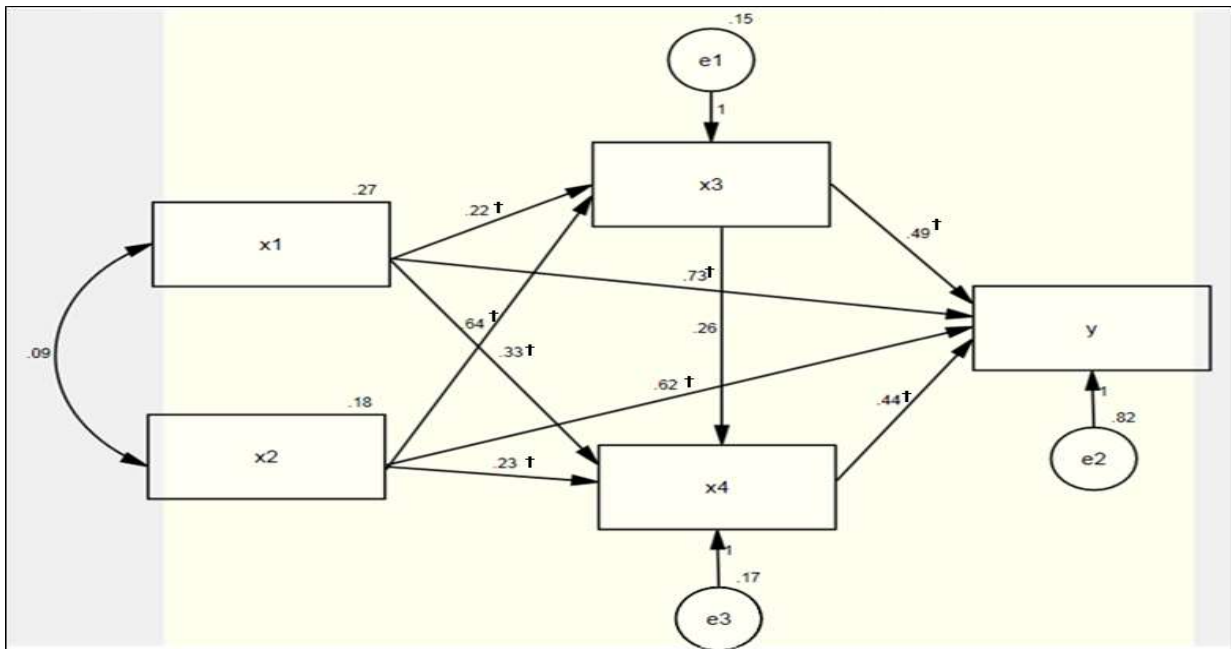 .15
e1
1
x3
.27
x1
.22 †
.49 †
.73 †
.64 †
.33 †
.26
y
.09
.62 †
.18
x2
.44 †
1
.82
.23 †
x4
e2
1
.17
e3